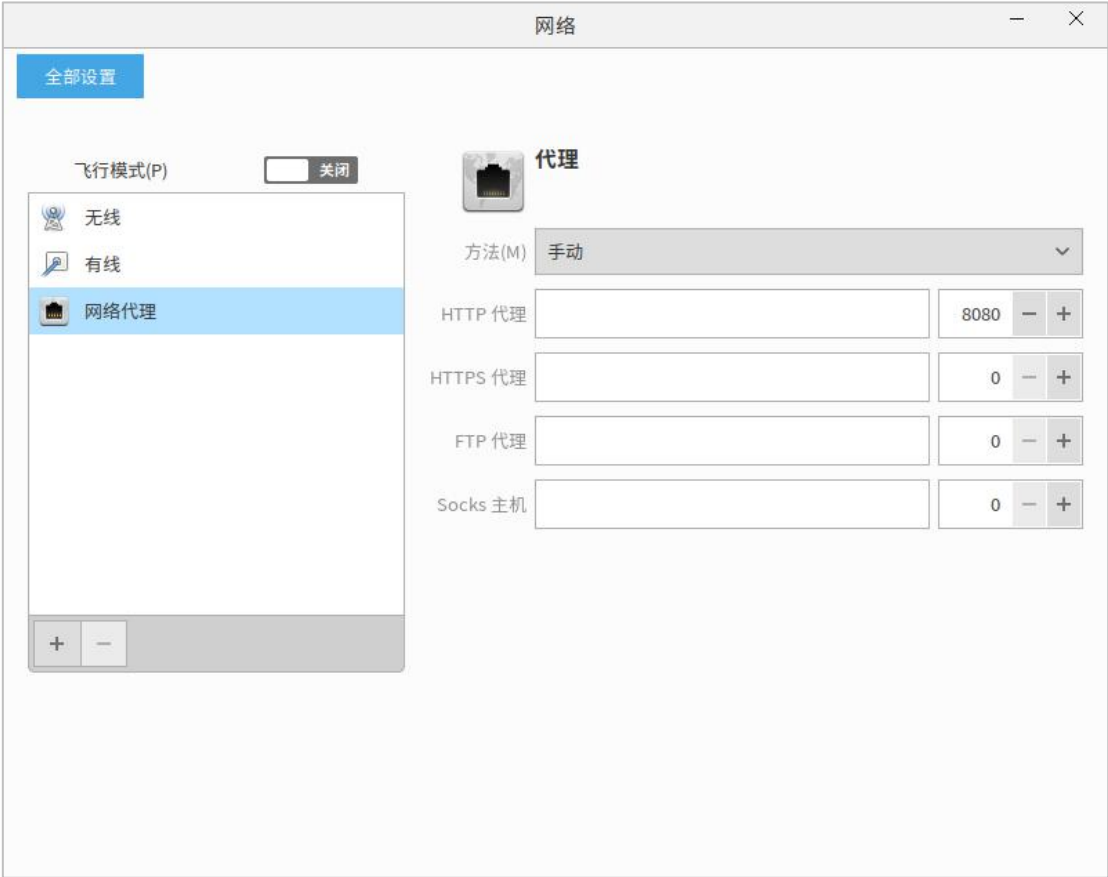 网络
全部设置
飞行模式(P)
关闭
无线
有线
网络代理
代理
方法(M) 手动
HTTP 代理 8080 − +
HTTPS 代理 0 − +
FTP 代理 0 − +
Socks 主机 0 − +
+ −